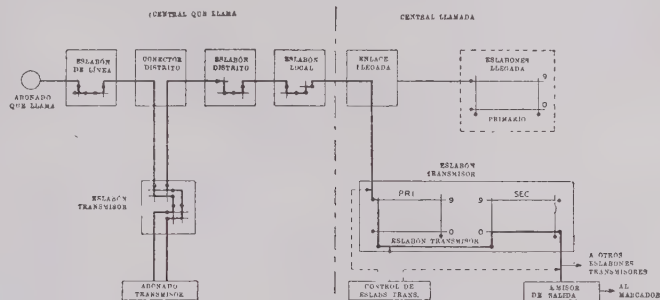 CENTRAL QUE LLAMA
CENTRAL LLAMADA
ESLABÓN
DE LÍNEA
CONECTOR
DISTRITO
ESLABÓN
DISTRITO
ESLABÓN
LOCAL
ENLACE
LLEGADA
ESLABONES
LLEGADA
9
0
PRIMARIO
ABONADO
QUE LLAMA
ESLABÓN
TRANSMISOR
ESLABÓN
TRANSMISOR
PRI
9
0
SEC
9
0
ESLABÓN TRANSMISOR
A OTROS
ESLABONES
TRANSMISORES
ABONADO
TRANSMISOR
CONTROL DE
ESLABS TRANS.
DE SALIDA
AL
MARCADOR